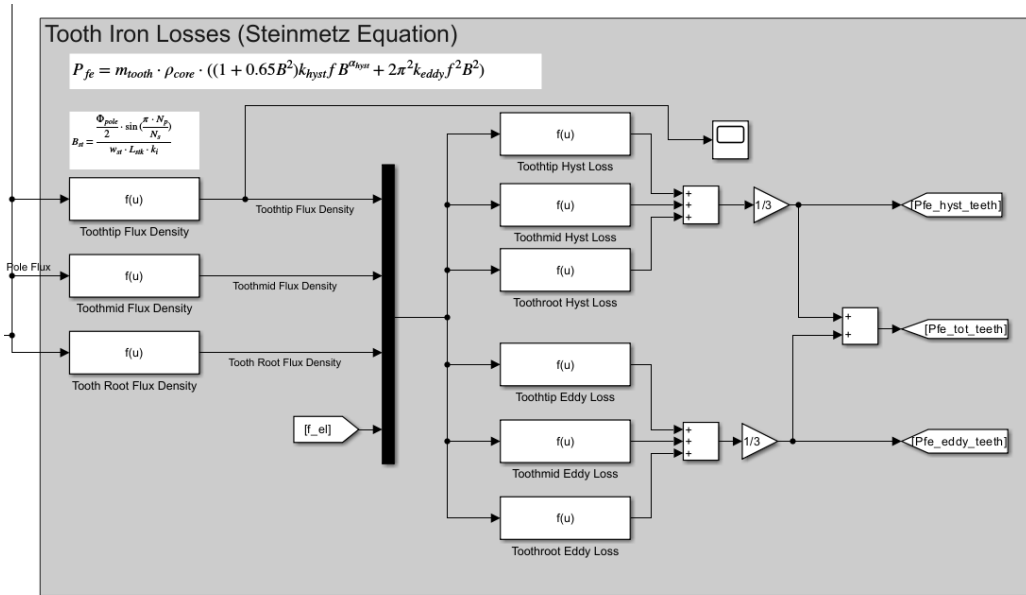 Tooth Iron Losses (Steinmetz Equation)
P_fe = m_tooth · ρ_core · ((1 + 0.65B²)k_hyst f B^α_hyst + 2π²k_eddy f²B²)
B_st = (Φ_pole/2 · sin(π · N_p/N_s)) / (w_st · L_stk · k_i)
f(u)
Toothtip Flux Density
Toothtip Flux Density
Pole Flux
f(u)
Toothmid Flux Density
Toothmid Flux Density
f(u)
Tooth Root Flux Density
Tooth Root Flux Density
[f_el]
f(u)
Toothtip Hyst Loss
f(u)
Toothmid Hyst Loss
f(u)
Toothroot Hyst Loss
+
+
+
1/3
[Pfe_hyst_teeth]
+
+
[Pfe_tot_teeth]
f(u)
Toothtip Eddy Loss
f(u)
Toothmid Eddy Loss
f(u)
Toothroot Eddy Loss
+
+
+
1/3
[Pfe_eddy_teeth]